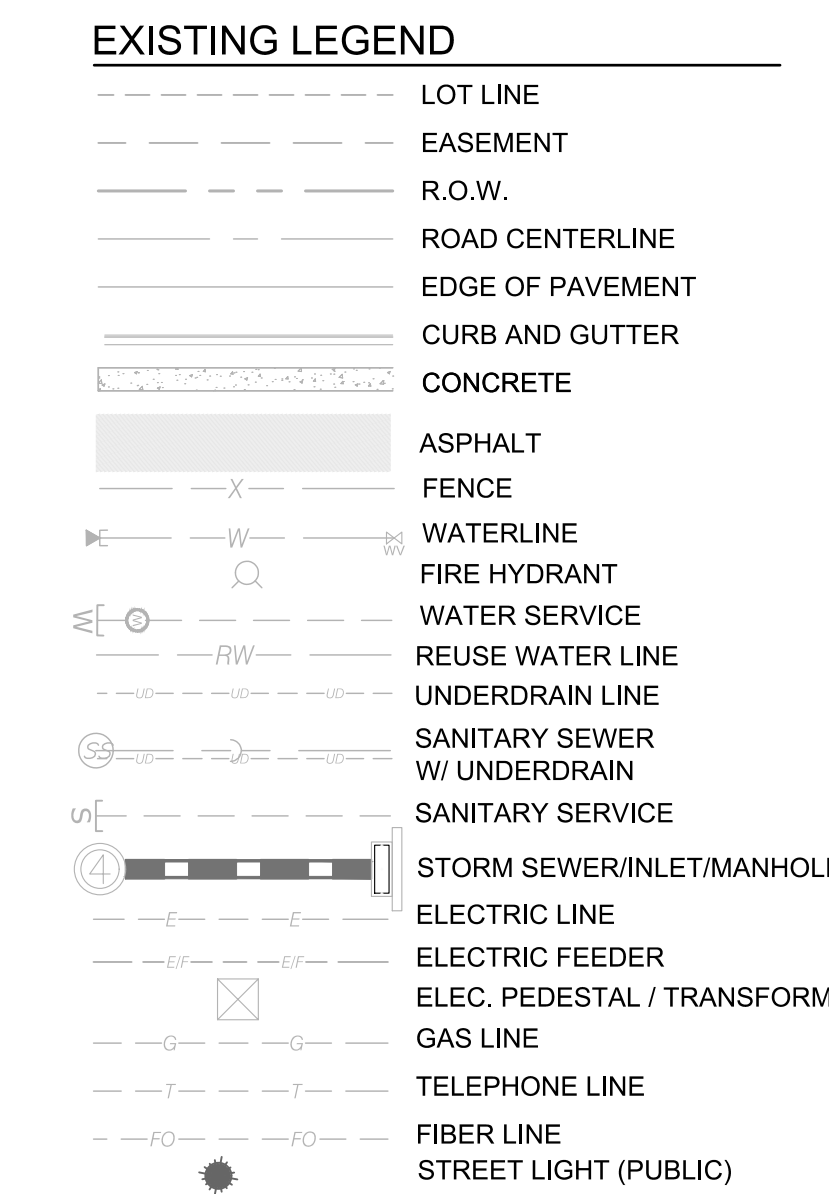 EXISTING LEGEND
LOT LINE
EASEMENT
R.O.W.
ROAD CENTERLINE
EDGE OF PAVEMENT
CURB AND GUTTER
CONCRETE
ASPHALT
X FENCE
W WV WATERLINE
FIRE HYDRANT
W W WATER SERVICE
RW REUSE WATER LINE
UD UD UD UNDERDRAIN LINE
SS UD UD UD SANITARY SEWER
W/ UNDERDRAIN
S SANITARY SERVICE
4 STORM SEWER/INLET/MANHOL
E E ELECTRIC LINE
E/F E/F ELECTRIC FEEDER
ELEC. PEDESTAL / TRANSFORM
G G GAS LINE
T T TELEPHONE LINE
FO FO FIBER LINE
STREET LIGHT (PUBLIC)